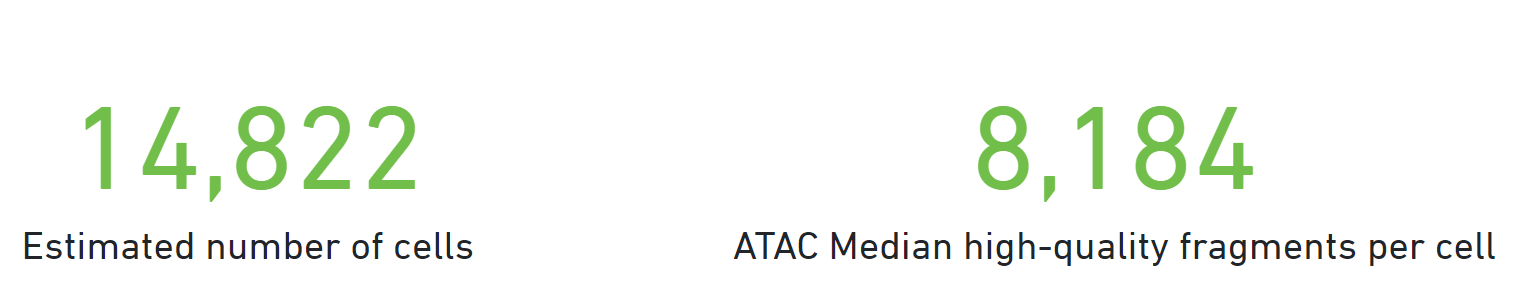 14,822 8,184
Estimated number of cells ATAC Median high-quality fragments per cell